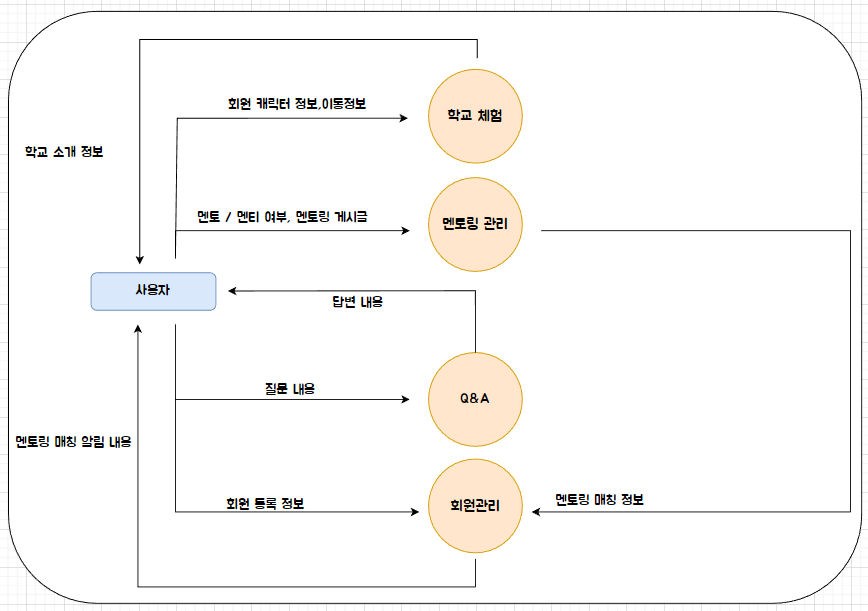 회원 캐릭터 정보,이동정보
학교 체험
학교 소개 정보
멘토 / 멘티 여부, 멘토링 게시글
멘토링 관리
사용자
답변 내용
질문 내용
Q&A
멘토링 매칭 알림 내용
회원 등록 정보
회원관리
멘토링 매칭 정보